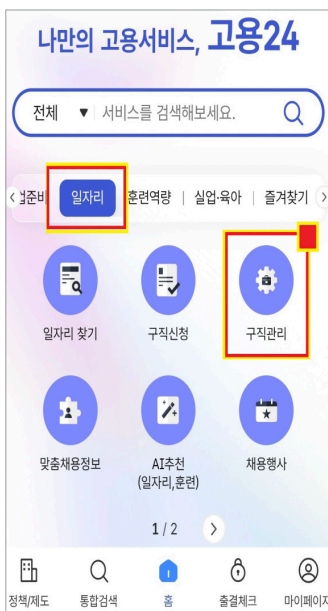 나만의 고용서비스, 고용24
전체 ▼ 서비스를 검색해보세요.
일자리 훈련역량 | 실업·육아 | 즐겨찾기
일자리 찾기 구직신청 구직관리
맞춤채용정보 AI추천 채용행사
(일자리,훈련)
1 / 2
정책/제도 통합검색 홈 출결체크 마이페이지